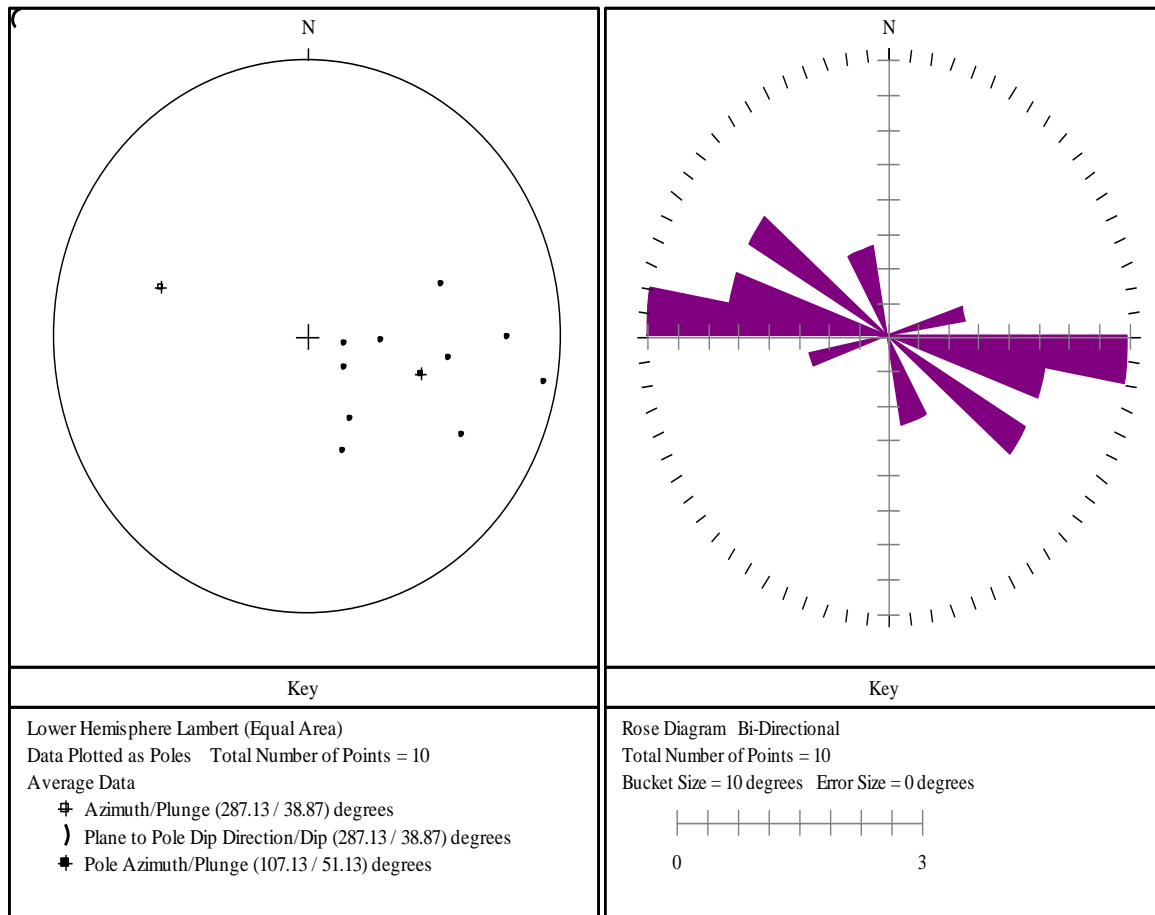 N
Key
Lower Hemisphere Lambert (Equal Area)
Data Plotted as Poles Total Number of Points = 10
Average Data
Azimuth/Plunge (287.13 / 38.87) degrees
Plane to Pole Dip Direction/Dip (287.13 / 38.87) degrees
Pole Azimuth/Plunge (107.13 / 51.13) degrees
N
Key
Rose Diagram Bi-Directional
Total Number of Points = 10
Bucket Size = 10 degrees Error Size = 0 degrees
0 3